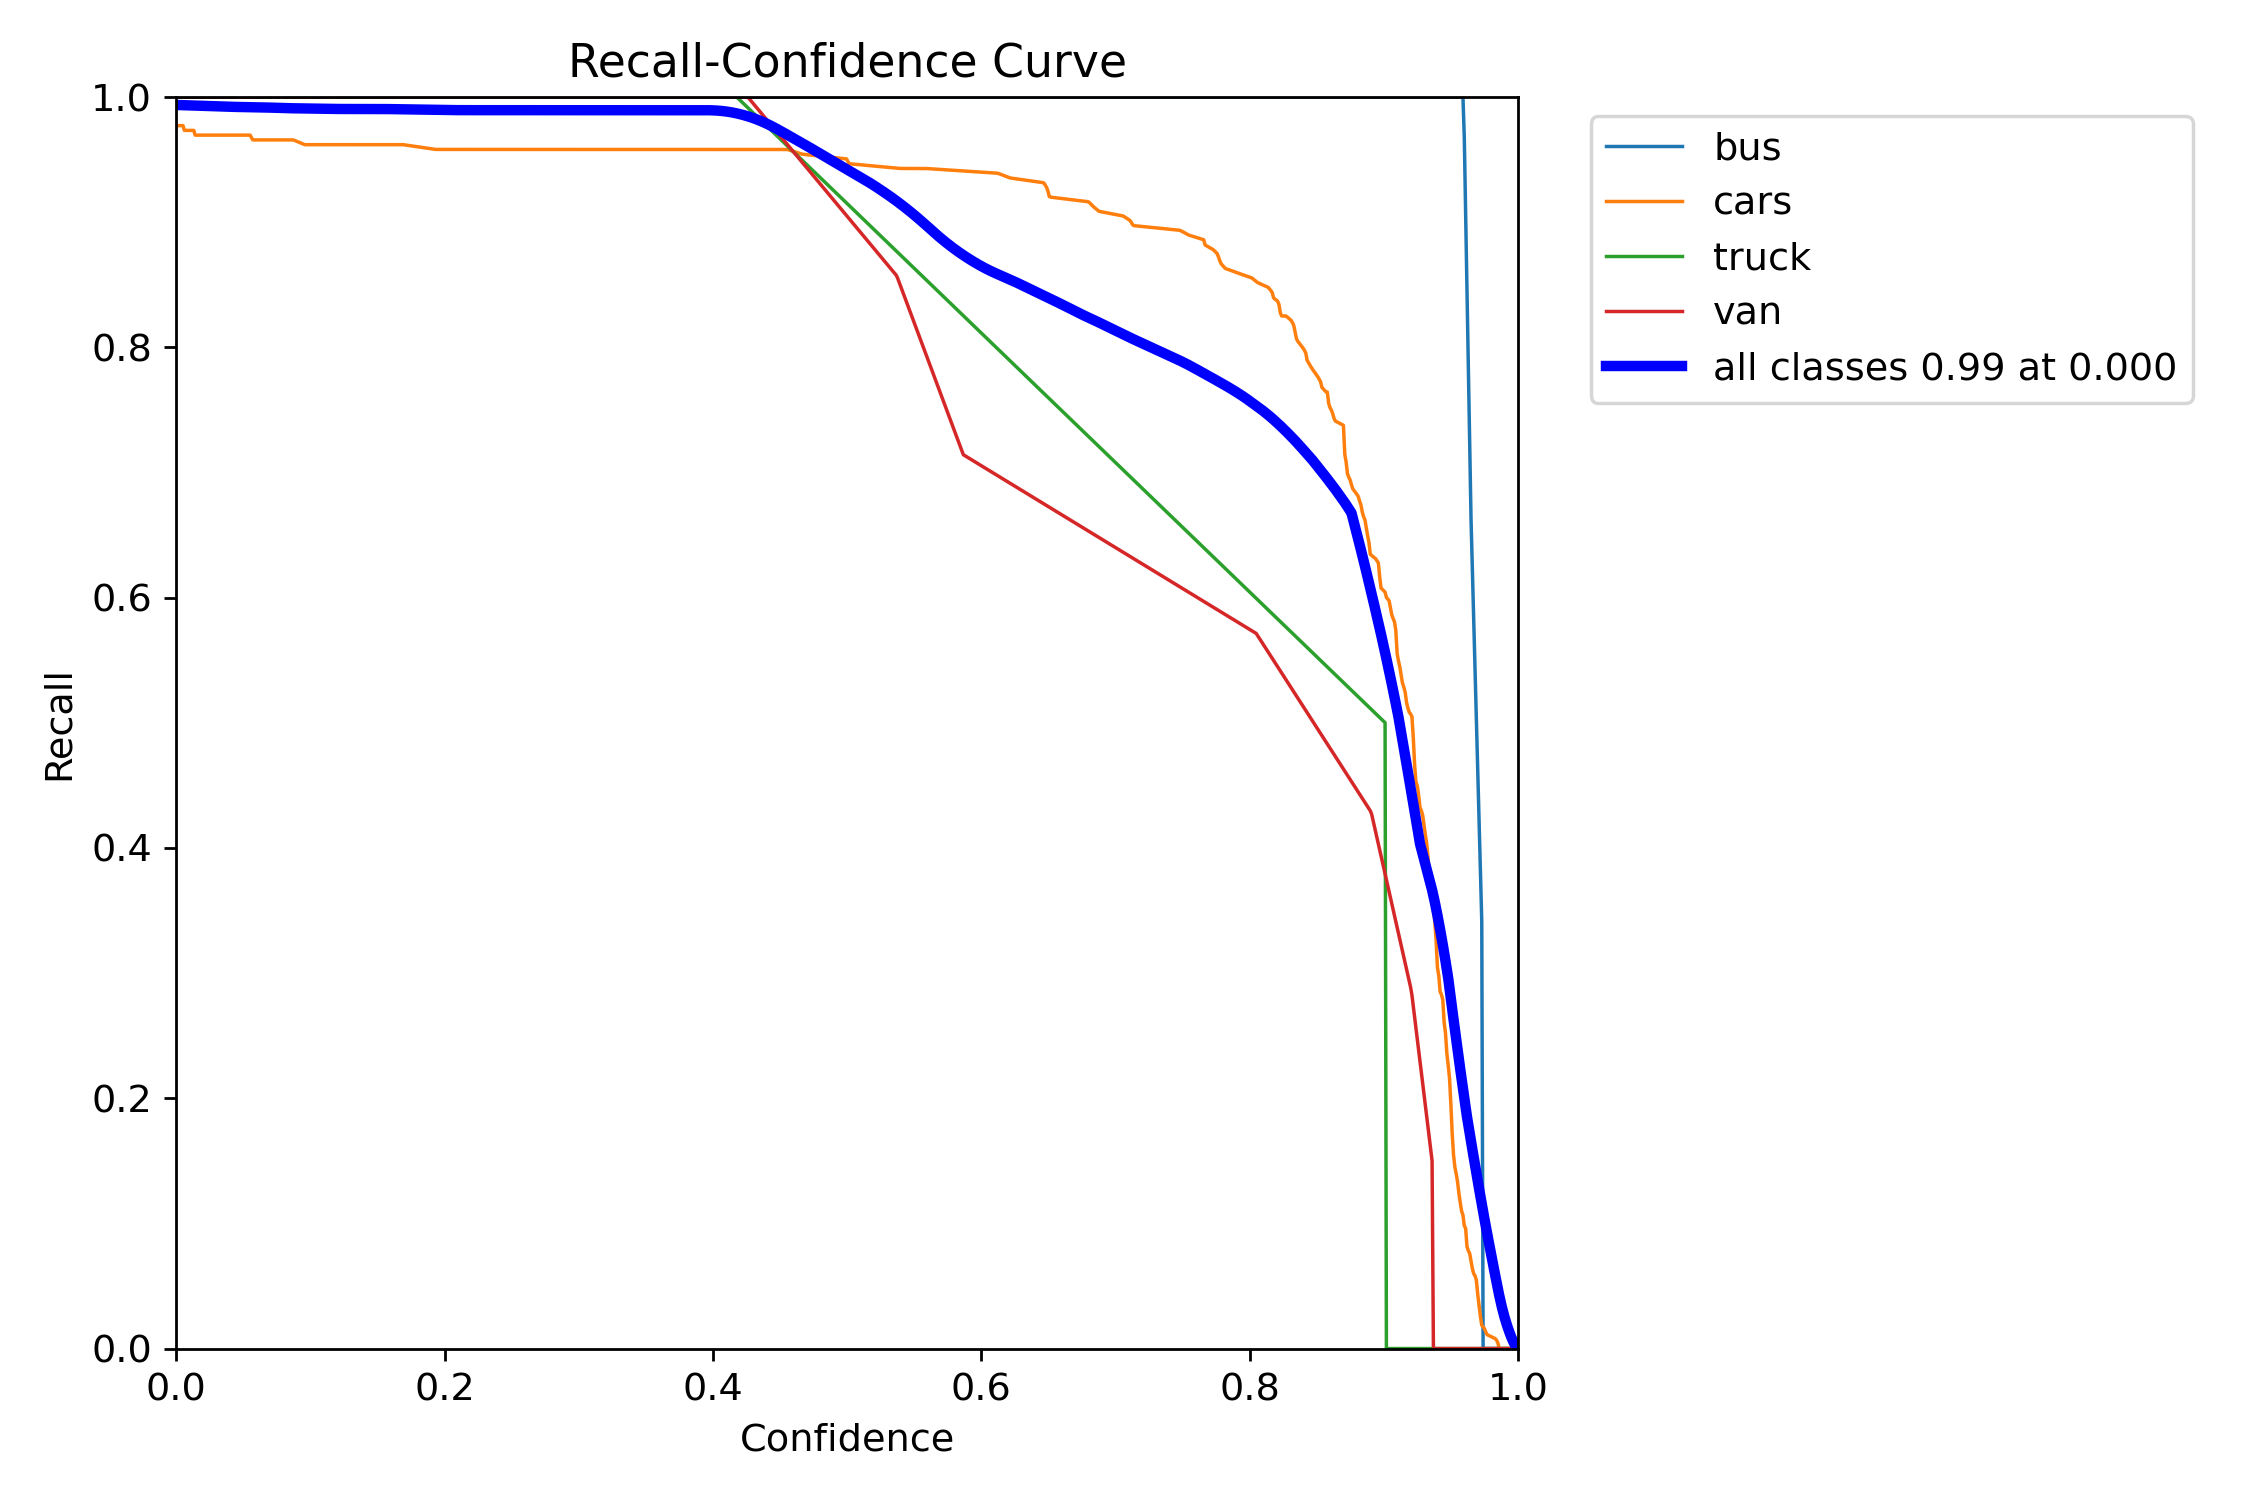 Recall-Confidence Curve
1.0
0.8
0.6
0.4
0.2
0.0
Recall
0.0 0.2 0.4 0.6 0.8 1.0
Confidence
bus
cars
truck
van
all classes 0.99 at 0.000